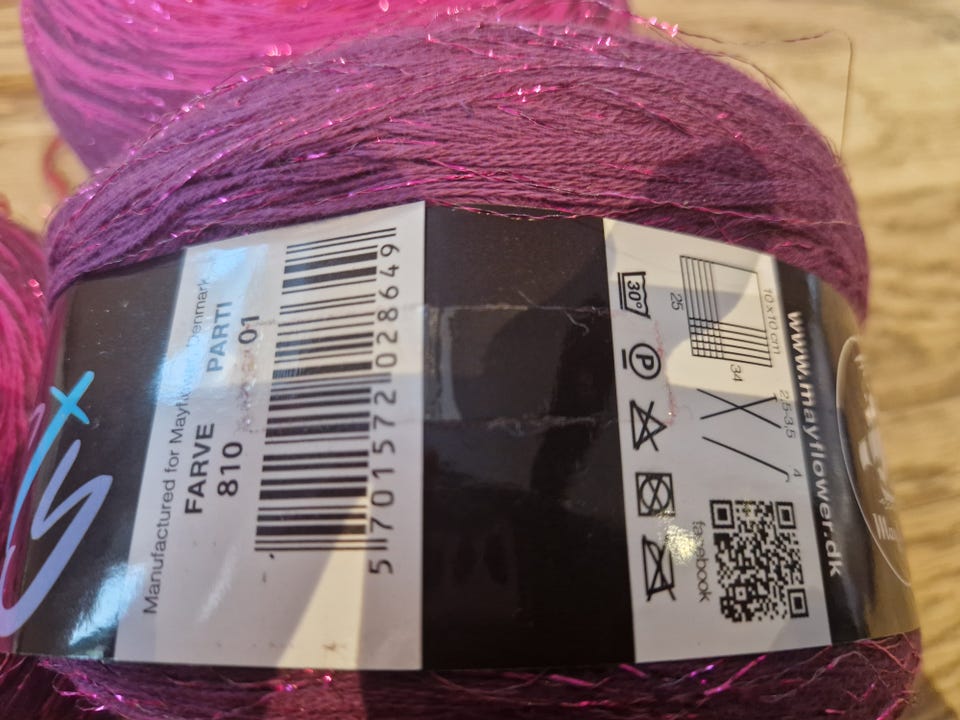 Manufactured for Mayflower, Denmark
FARVE PARTI
810 01
5 701572 028649
30°
P
25
34
10 x 10 cm
2,5-3,5
4
facebook
www.mayflower.dk